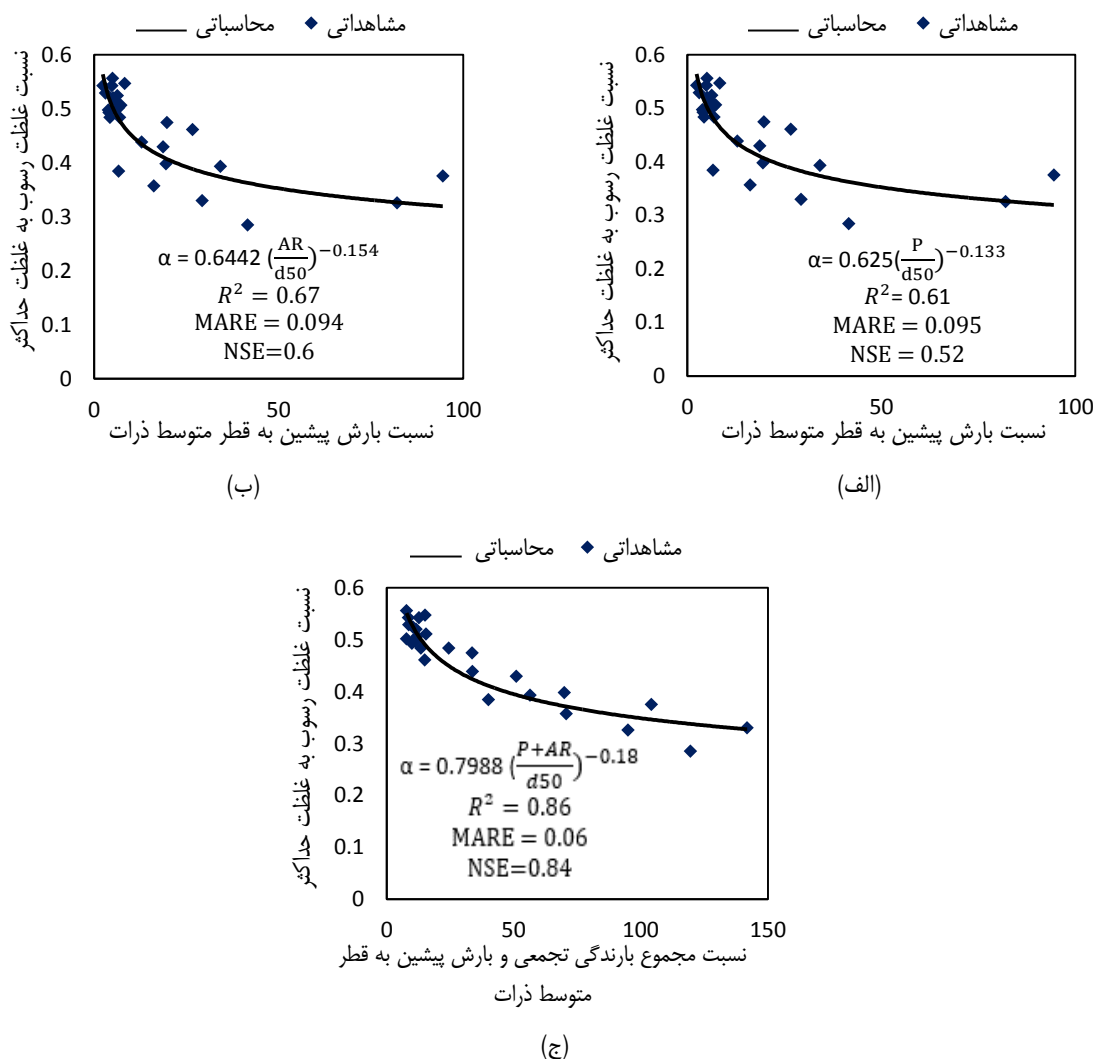 مشاهداتی محاسباتی
نسبت غلظت رسوب به غلظت حداکثر
0.6
0.5
0.4
0.3
0.2
0.1
0
α= 0.625(P/d50)^−0.133
R²= 0.61
MARE = 0.095
NSE = 0.52
0 50 100
نسبت بارش پیشین به قطر متوسط ذرات
(الف)
مشاهداتی محاسباتی
نسبت غلظت رسوب به غلظت حداکثر
0.6
0.5
0.4
0.3
0.2
0.1
0
α = 0.6442 (AR/d50)^−0.154
R² = 0.67
MARE = 0.094
NSE=0.6
0 50 100
نسبت بارش پیشین به قطر متوسط ذرات
(ب)
مشاهداتی محاسباتی
نسبت غلظت رسوب به غلظت حداکثر
0.6
0.5
0.4
0.3
0.2
0.1
0
α = 0.7988 (P+AR/d50)^−0.18
R² = 0.86
MARE = 0.06
NSE=0.84
0 50 100 150
نسبت مجموع بارندگی تجمعی و بارش پیشین به قطر
متوسط ذرات
(ج)